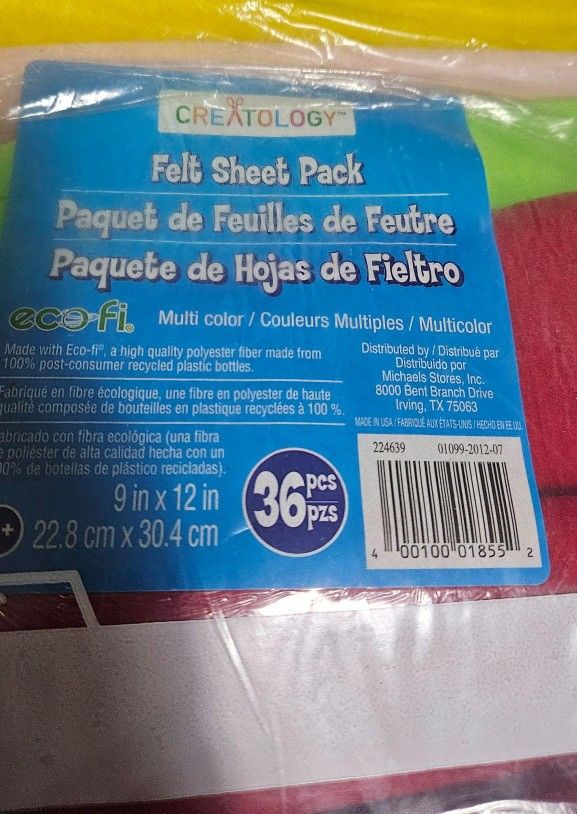 CREATOLOGY™
Felt Sheet Pack
Paquet de Feuilles de Feutre
Paquete de Hojas de Fieltro
eco-fi®
Multi color / Couleurs Multiples / Multicolor
Made with Eco-fi®, a high quality polyester fiber made from
100% post-consumer recycled plastic bottles.
Fabriqué en fibre écologique, une fibre en polyester de haute
qualité composée de bouteilles en plastique recyclées à 100 %.
abricado con fibra ecológica (una fibra
e poliéster de alta calidad hecha con un
00% de botellas de plástico recicladas).
9 in x 12 in
22.8 cm x 30.4 cm
+
36 pcs
pzs
Distributed by / Distribué par
Distribuido por
Michaels Stores, Inc.
8000 Bent Branch Drive
Irving, TX 75063
MADE IN USA / FABRIQUÉ AUX ÉTATS-UNIS / HECHO EN EE.UU.
224639 01099-2012-07
4 00100 01855 2